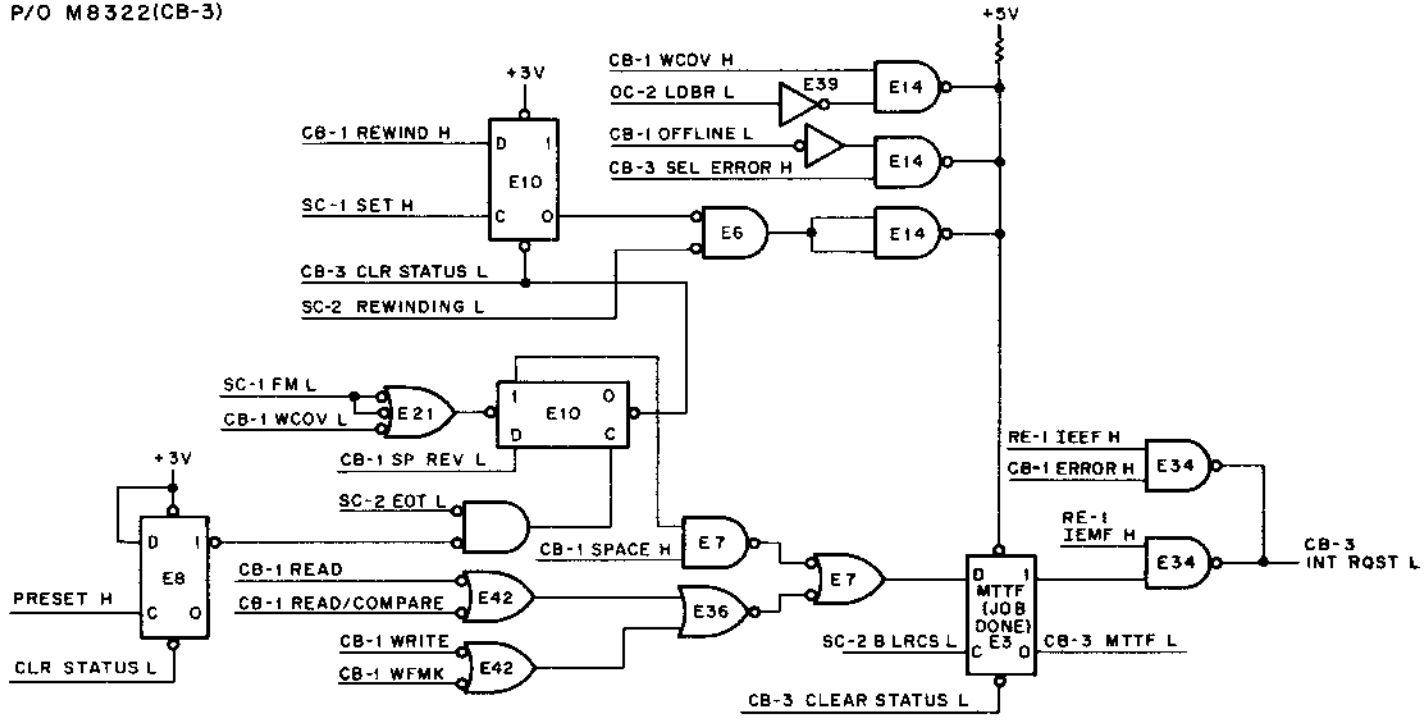 P/O M8322(CB-3)
+5V
CB-1 WCOV H
E39
E14
OC-2 LDBR L
+3V
CB-1 OFFLINE L
CB-1 REWIND H
D 1
E14
CB-3 SEL ERROR H
E10
SC-1 SET H
C 0
E6
E14
CB-3 CLR STATUS L
SC-2 REWINDING L
SC-1 FM L
1 0
E21
E10
CB-1 WCOV L
D C
CB-1 SP REV L
RE-1 IEEF H
E34
CB-1 ERROR H
+3V
SC-2 EOT L
RE-1
IEMF H
D 1
E7
CB-1 SPACE H
E34
CB-3
INT RQST L
E8
CB-1 READ
E7
D 1
MTTF
(JOB
DONE)
E3
PRESET H
C 0
CB-1 READ/COMPARE
E42
E36
CB-1 WRITE
SC-2 B LRCS L
C 0
CB-3 MTTF L
CLR STATUS L
CB-1 WFMK
E42
CB-3 CLEAR STATUS L